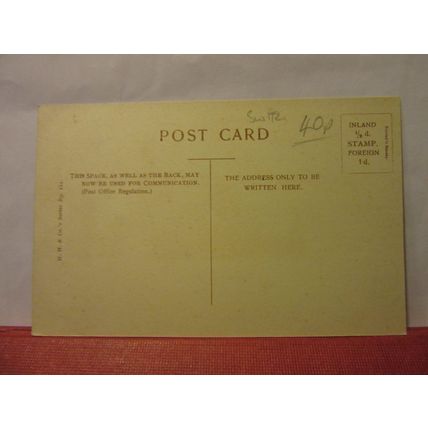 40p
POST CARD
INLAND
½ d.
STAMP,
FOREIGN
1d.
THIS SPACE, AS WELL AS THE BACK, MAY
NOW BE USED FOR COMMUNICATION.
(Post Office Regulation.)
THE ADDRESS ONLY TO BE
WRITTEN HERE.